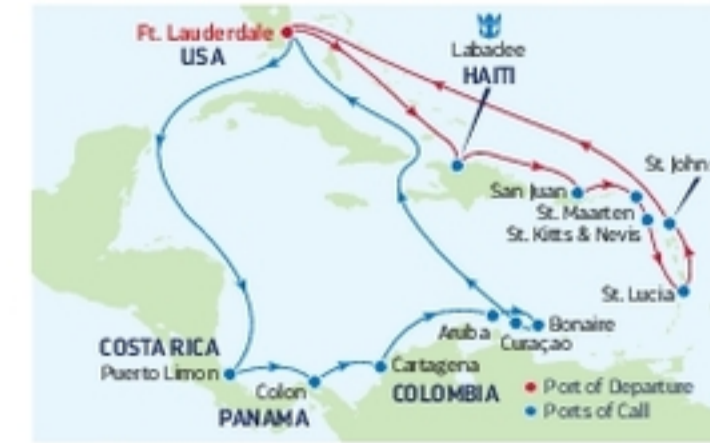 Ft. Lauderdale
USA
Labadee
HAITI
St. John
San Juan
St. Maarten
St. Kitts & Nevis
St. Lucia
Bonaire
Aruba
Curaçao
COSTA RICA
Puerto Limon
Cartagena
Colon
COLOMBIA
PANAMA
Port of Departure
Ports of Call